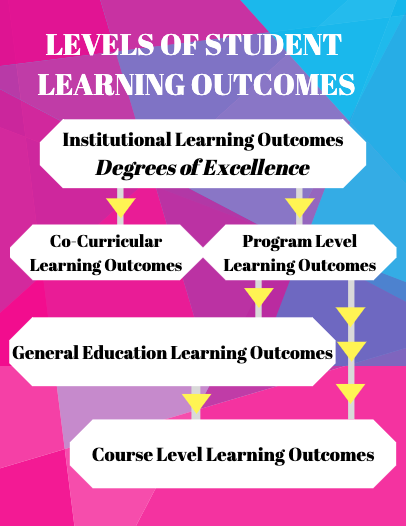 LEVELS OF STUDENT
LEARNING OUTCOMES
Institutional Learning Outcomes
Degrees of Excellence
Co-Curricular
Learning Outcomes
Program Level
Learning Outcomes
General Education Learning Outcomes
Course Level Learning Outcomes